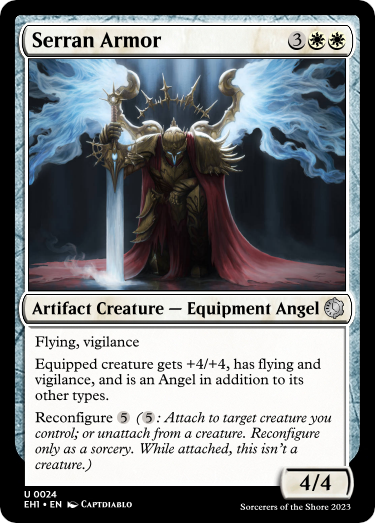 Serran Armor 3
Artifact Creature — Equipment Angel
Flying, vigilance
Equipped creature gets +4/+4, has flying and
vigilance, and is an Angel in addition to its
other types.
Reconfigure 5 (5: Attach to target creature you
control; or unattach from a creature. Reconfigure
only as a sorcery. While attached, this isn't a
creature.)
4/4
U 0024
EH1 • EN Captdiablo
Sorcerers of the Shore 2023